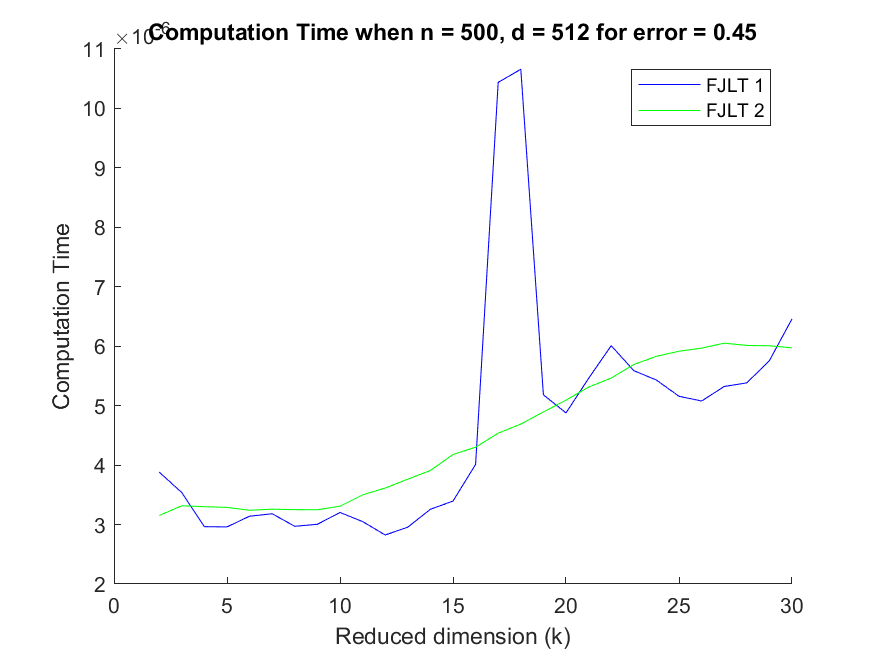 Computation Time when n = 500, d = 512 for error = 0.45
×10^-6
FJLT 1
FJLT 2
Computation Time
11
10
9
8
7
6
5
4
3
2
0 5 10 15 20 25 30
Reduced dimension (k)